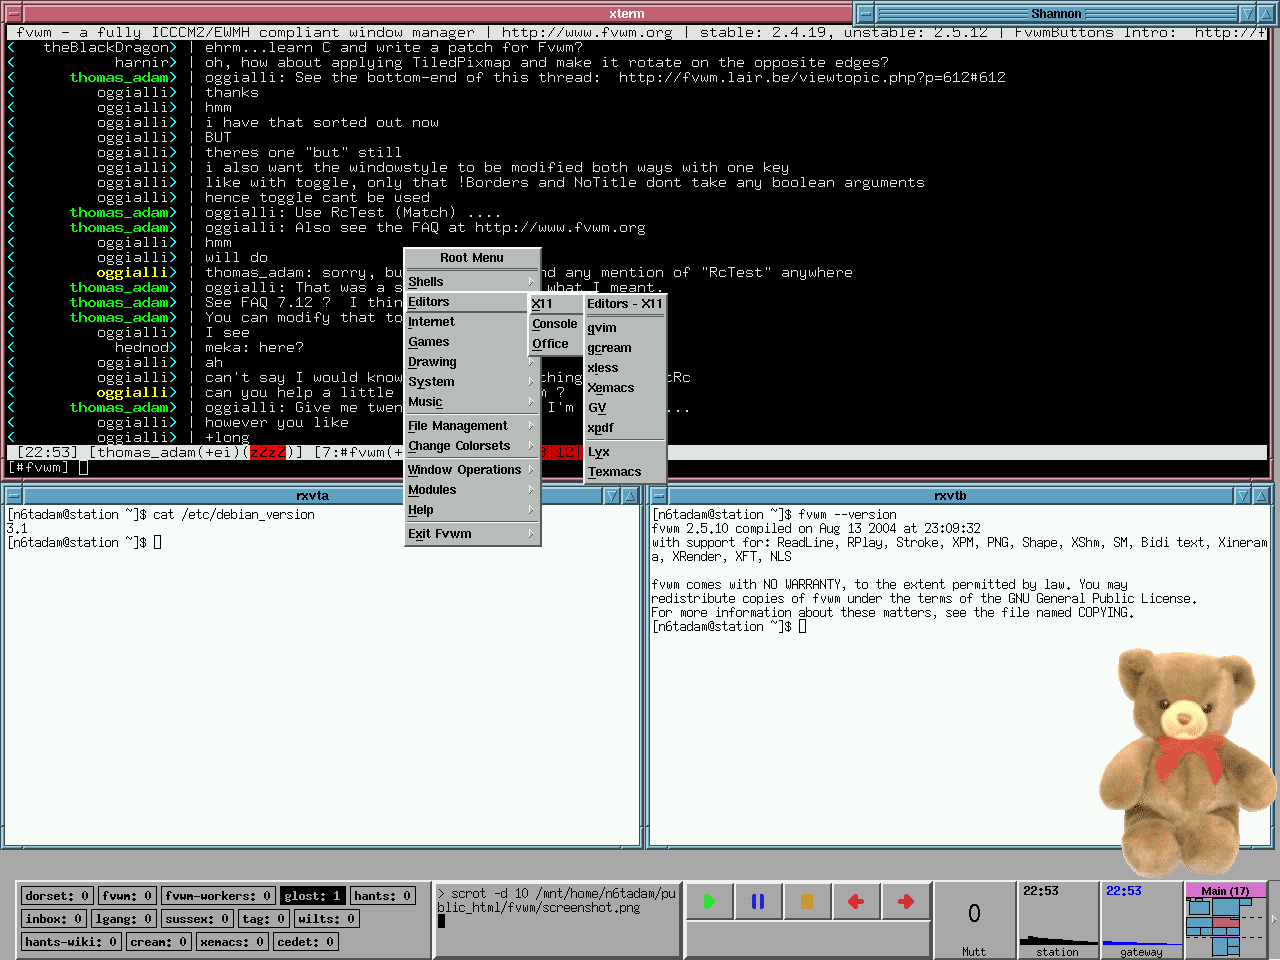 xterm
Shannon
fvwm - a fully ICCCM2/EWMH compliant window manager | http://www.fvwm.org | stable: 2.4.19, unstable: 2.5.12 | FvwmButtons Intro:  http://+
< theBlackDragon> | ehrm...learn C and write a patch for Fvwm?
< harnir> | oh, how about applying TiledPixmap and make it rotate on the opposite edges?
< thomas_adam> | oggialli: See the bottom-end of this thread:  http://fvwm.lair.be/viewtopic.php?p=612#612
< oggialli> | thanks
< oggialli> | hmm
< oggialli> | i have that sorted out now
< oggialli> | BUT
< oggialli> | theres one "but" still
< oggialli> | i also want the windowstyle to be modified both ways with one key
< oggialli> | like with toggle, only that !Borders and NoTitle dont take any boolean arguments
< oggialli> | hence toggle cant be used
< thomas_adam> | oggialli: Use RcTest (Match) ....
< thomas_adam> | oggialli: Also see the FAQ at http://www.fvwm.org
< oggialli> | hmm
< oggialli> | will do
< oggialli> | thomas_adam: sorry, bu nd any mention of "RcTest" anywhere
< thomas_adam> | oggialli: That was a s what I meant.
< thomas_adam> | See FAQ 7.12 ?  I thin
< thomas_adam> | You can modify that to
< oggialli> | I see
< hednod> | meka: here?
< oggialli> | ah
< oggialli> | can't say I would know thing tRc
< oggialli> | can you help a little m ?
< thomas_adam> | oggialli: Give me twen I'm ...
< oggialli> | however you like
< oggialli> | +long
[22:53] [thomas_adam(+ei)(zZzZ)] [7:#fvwm(+ |12|
[#fvwm]
Root Menu
Shells
Editors
Internet
Games
Drawing
System
Music
File Management
Change Colorsets
Window Operations
Modules
Help
Exit Fvwm
X11
Console
Office
Editors - X11
gvim
gcream
xless
Xemacs
GV
xpdf
Lyx
Texmacs
rxvta
[n6tadam@station ~]$ cat /etc/debian_version
3.1
[n6tadam@station ~]$
rxvtb
[n6tadam@station ~]$ fvwm --version
fvwm 2.5.10 compiled on Aug 13 2004 at 23:09:32
with support for: ReadLine, RPlay, Stroke, XPM, PNG, Shape, XShm, SM, Bidi text, Xineram
a, XRender, XFT, NLS
fvwm comes with NO WARRANTY, to the extent permitted by law. You may
redistribute copies of fvwm under the terms of the GNU General Public License.
For more information about these matters, see the file named COPYING.
[n6tadam@station ~]$
dorset: 0 fvwm: 0 fvwm-workers: 0 glost: 1 hants: 0
inbox: 0 lgang: 0 sussex: 0 tag: 0 wilts: 0
hants-wiki: 0 cream: 0 xemacs: 0 cedet: 0
> scrot -d 10 /mnt/home/n6tadam/pu
blic_html/fvwm/screenshot.png
0
Mutt
22:53
station
22:53
gateway
Main (17)